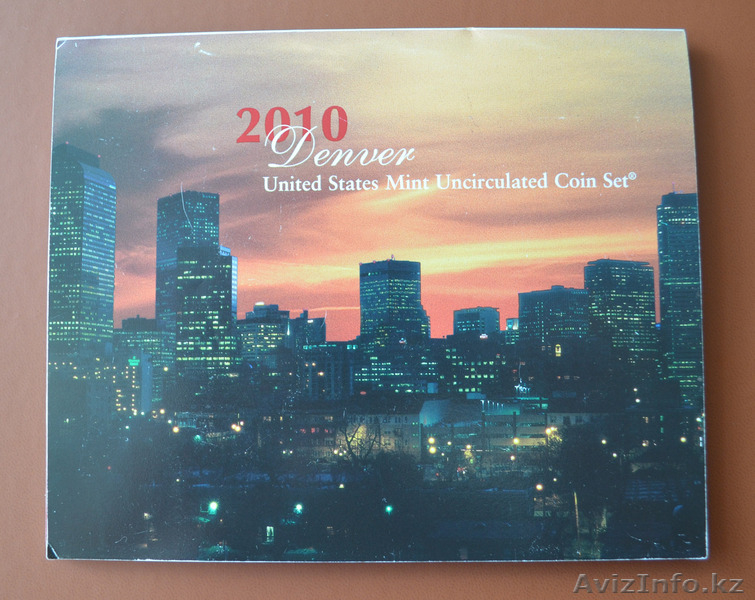 2010
Denver
United States Mint Uncirculated Coin Set®
AvizInfo.kz